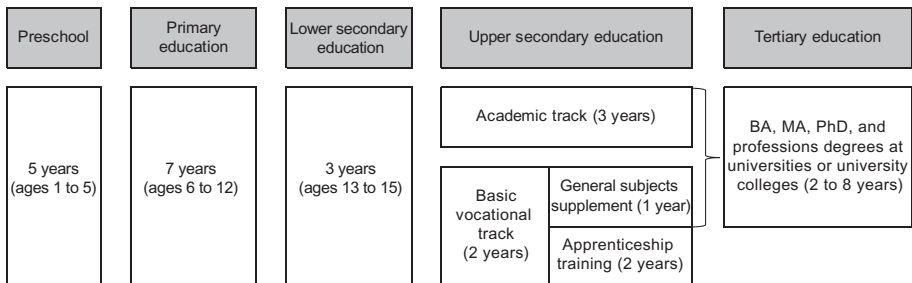 Preschool
Primary
education
Lower secondary
education
Upper secondary education
Tertiary education
5 years
(ages 1 to 5)
7 years
(ages 6 to 12)
3 years
(ages 13 to 15)
Academic track (3 years)
Basic
vocational
track
(2 years)
General subjects
supplement (1 year)
Apprenticeship
training (2 years)
BA, MA, PhD, and
professions degrees at
universities or university
colleges (2 to 8 years)